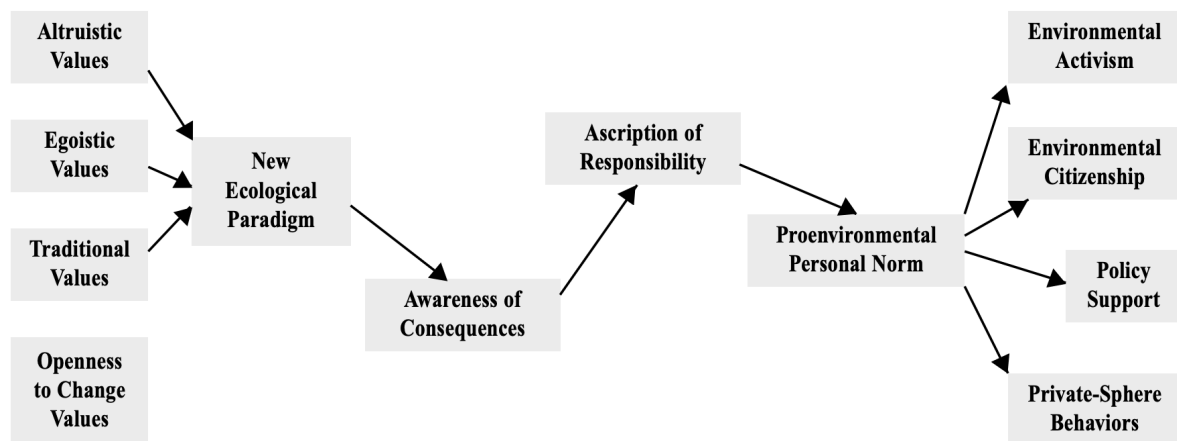 Altruistic
Values
Egoistic
Values
Traditional
Values
Openness
to Change
Values
New
Ecological
Paradigm
Awareness of
Consequences
Ascription of
Responsibility
Proenvironmental
Personal Norm
Environmental
Activism
Environmental
Citizenship
Policy
Support
Private-Sphere
Behaviors